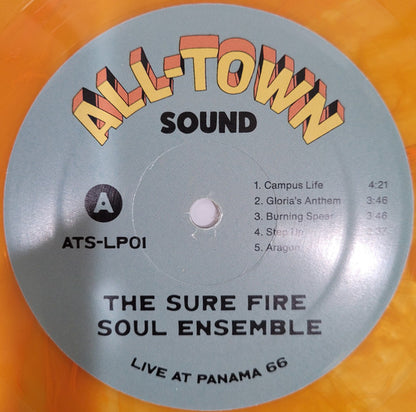 ALL-TOWN
SOUND
A
ATS-LP01
1. Campus Life 4:21
2. Gloria's Anthem 3:46
3. Burning Spear 3:46
4. Step Up
5. Aragon
THE SURE FIRE
SOUL ENSEMBLE
LIVE AT PANAMA 66